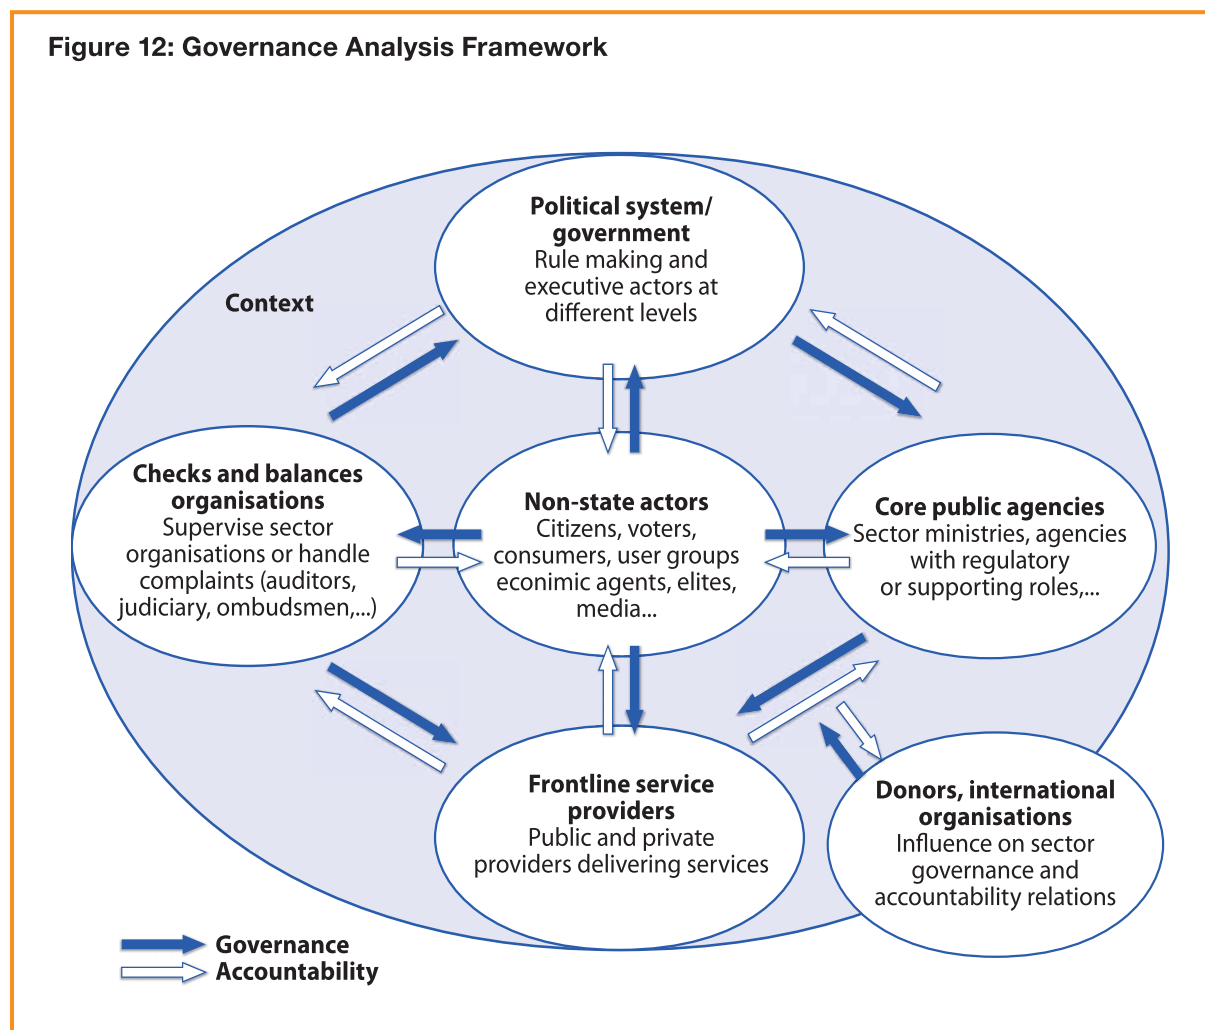 Figure 12: Governance Analysis Framework
Political system/
government
Rule making and
executive actors at
different levels
Context
Checks and balances
organisations
Supervise sector
organisations or handle
complaint (auditors,
judiciary, ombudsmen,...)
Non-state actors
Citizens, voters,
consumers, user groups
econimic agents, elites,
media...
Core public agencies
Sector ministries, agencies
with regulatory
or supporting roles,...
Frontline service
providers
Public and private
providers delivering services
Donors, international
organisations
Influence on sector
governance and
accountability relations
Governance
Accountability